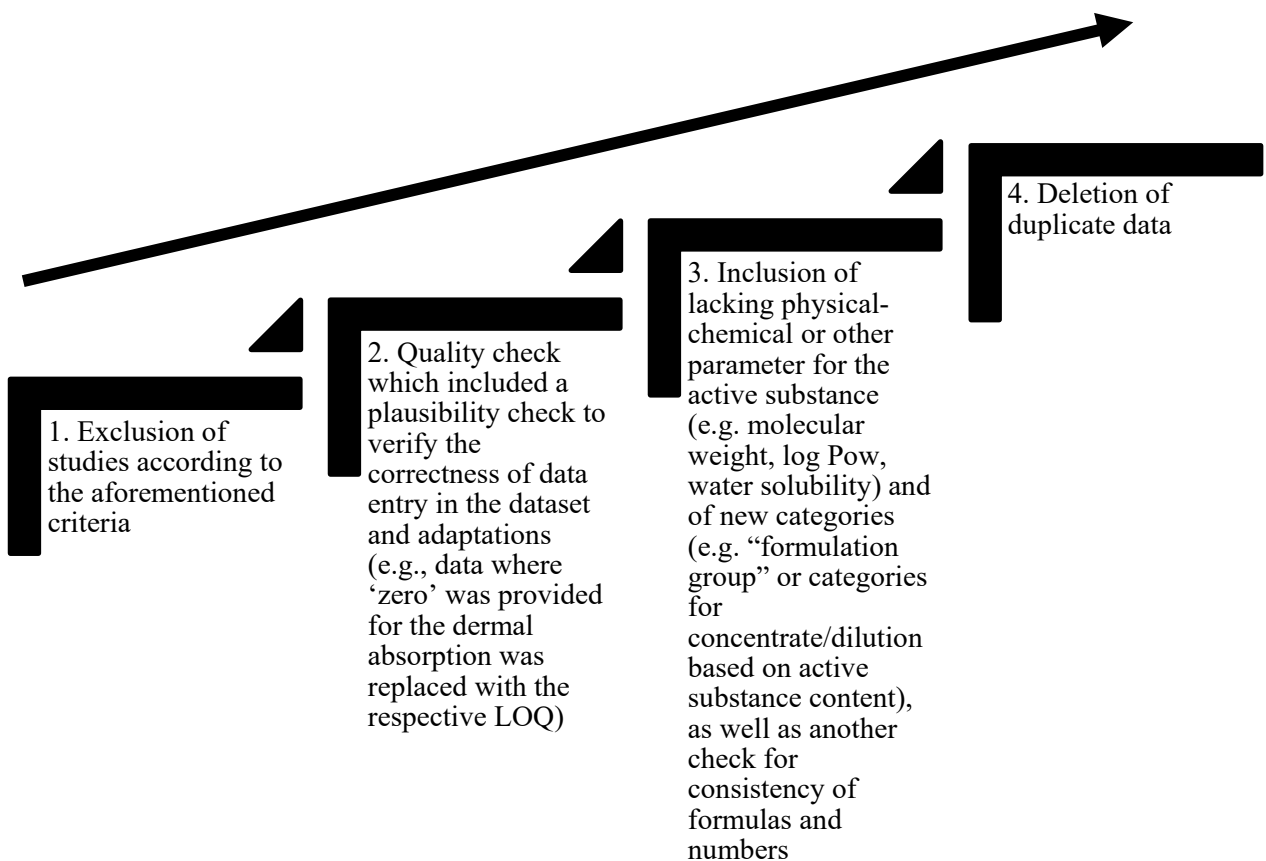 1. Exclusion of
studies according to
the aforementioned
criteria
2. Quality check
which included a
plausibility check to
verify the
correctness of data
entry in the dataset
and adaptations
(e.g., data where
‘zero’ was provided
for the dermal
absorption was
replaced with the
respective LOQ)
3. Inclusion of
lacking physical-
chemical or other
parameter for the
active substance
(e.g. molecular
weight, log Pow,
water solubility) and
of new categories
(e.g. “formulation
group” or categories
for
concentrate/dilution
based on active
substance content),
as well as another
check for
consistency of
formulas and
numbers
4. Deletion of
duplicate data